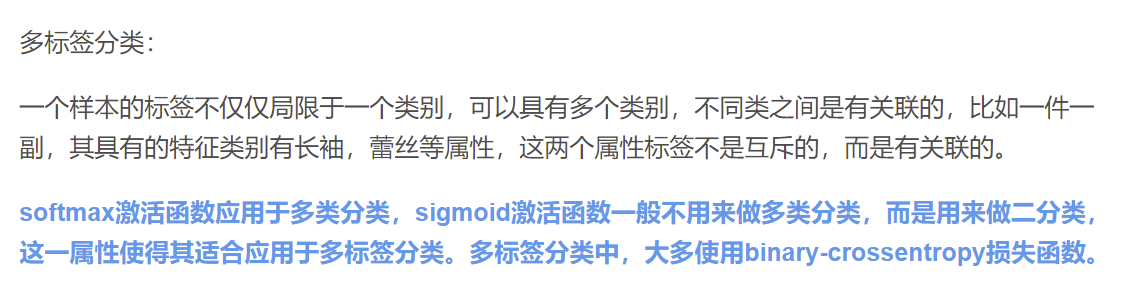 多标签分类：
一个样本的标签不仅仅局限于一个类别，可以具有多个类别，不同类之间是有关联的，比如一件一
副，其具有的特征类别有长袖，蕾丝等属性，这两个属性标签不是互斥的，而是有关联的。
softmax激活函数应用于多类分类，sigmoid激活函数一般不用来做多类分类，而是用来做二分类，
这一属性使得其适合应用于多标签分类。多标签分类中，大多使用binary-crossentropy损失函数。